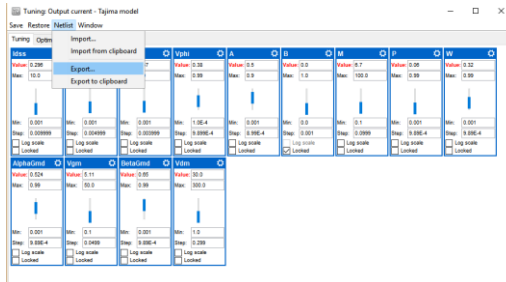 Tuning: Output current - Tajima model
Save Restore Netlist Window
Tuning Optim
Import...
Import from clipboard
Export...
Export to clipboard
Idss Vphi A B M P W
Value: 0.286 Value: 0.38 Value: 0.5 Value: 0.0 Value: 6.7 Value: 0.06 Value: 0.32
Max: 10.0 Max: 0.99 Max: 0.9 Max: 1.0 Max: 100.0 Max: 0.99 Max: 0.99
Min: 0.001 Min: 0.001 Min: 0.001 Min: 1.0E-4 Min: 0.001 Min: 0.0 Min: 0.1 Min: 0.001 Min: 0.001
Step: 0.009999 Step: 0.004999 Step: 0.003999 Step: 9.899E-4 Step: 8.99E-4 Step: 0.001 Step: 0.0999 Step: 9.89E-4 Step: 9.89E-4
Log scale Log scale Log scale Log scale Log scale Log scale Log scale Log scale Log scale
Locked Locked Locked Locked Locked Locked Locked Locked Locked
AlphaGmd Vgm BetaGmd Vdm
Value: 0.524 Value: 5.11 Value: 0.65 Value: 30.0
Max: 0.99 Max: 50.0 Max: 0.99 Max: 300.0
Min: 0.001 Min: 0.1 Min: 0.001 Min: 1.0
Step: 9.89E-4 Step: 0.0499 Step: 9.89E-4 Step: 0.299
Log scale Log scale Log scale Log scale
Locked Locked Locked Locked